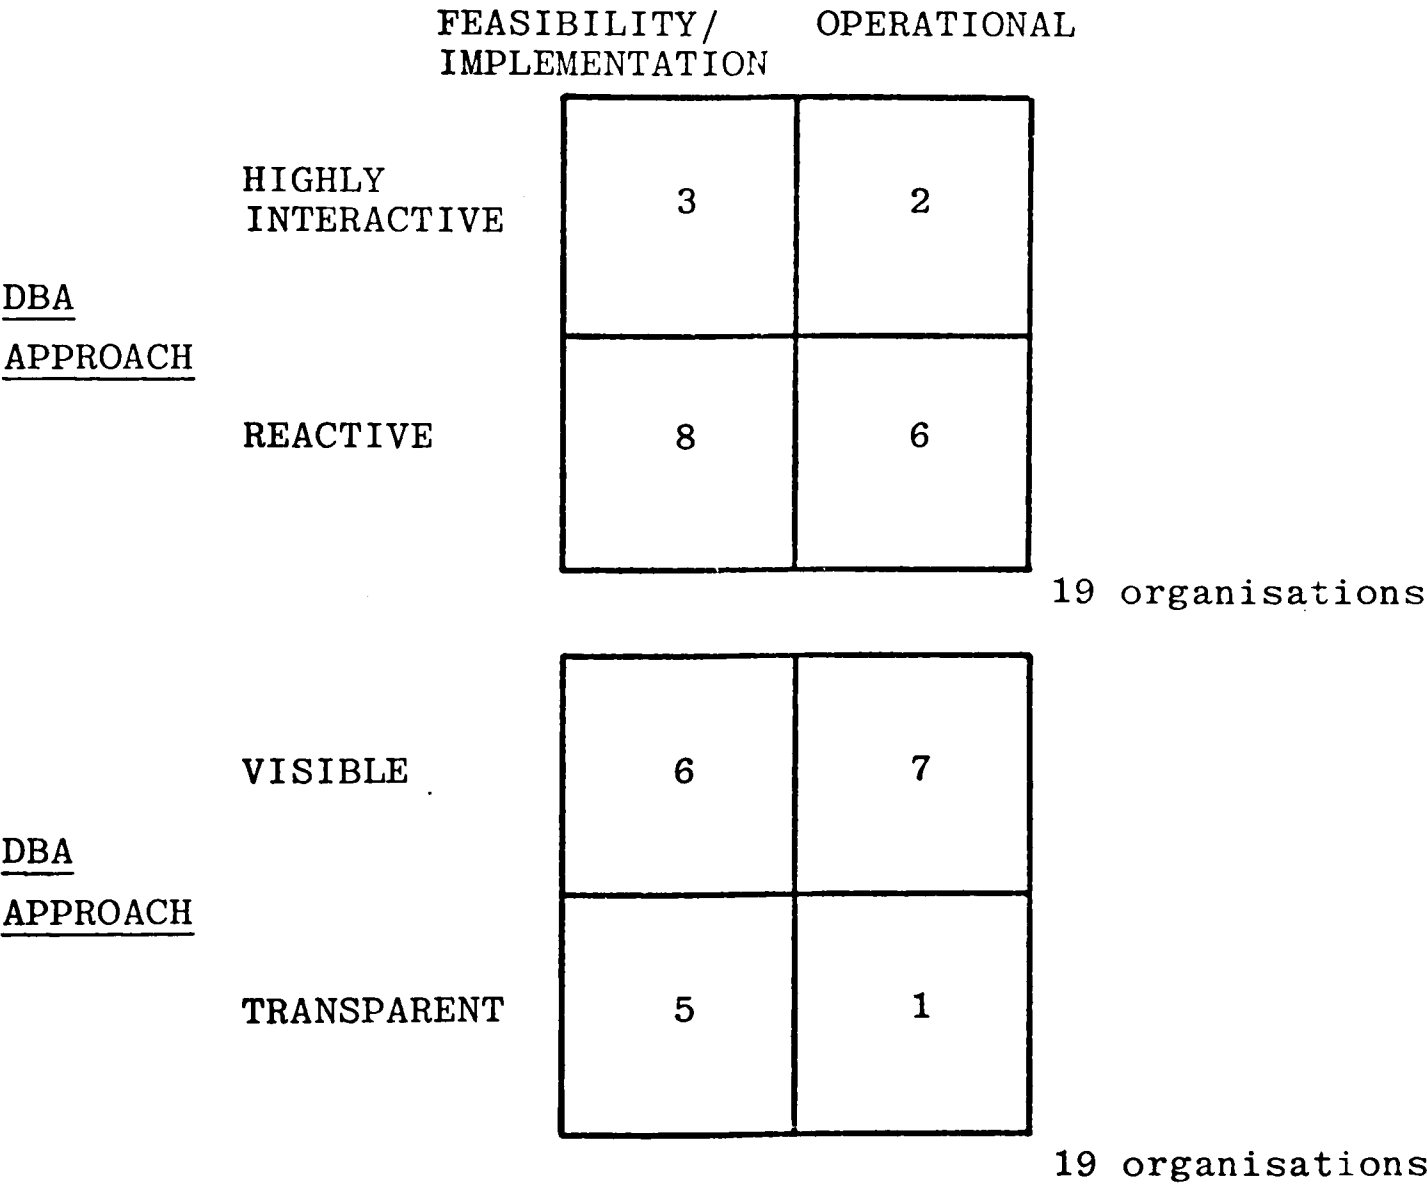 FEASIBILITY/ OPERATIONAL
IMPLEMENTATION
HIGHLY
INTERACTIVE
3 2
DBA
APPROACH
REACTIVE
8 6
19 organisations
VISIBLE
6 7
DBA
APPROACH
TRANSPARENT
5 1
19 organisations